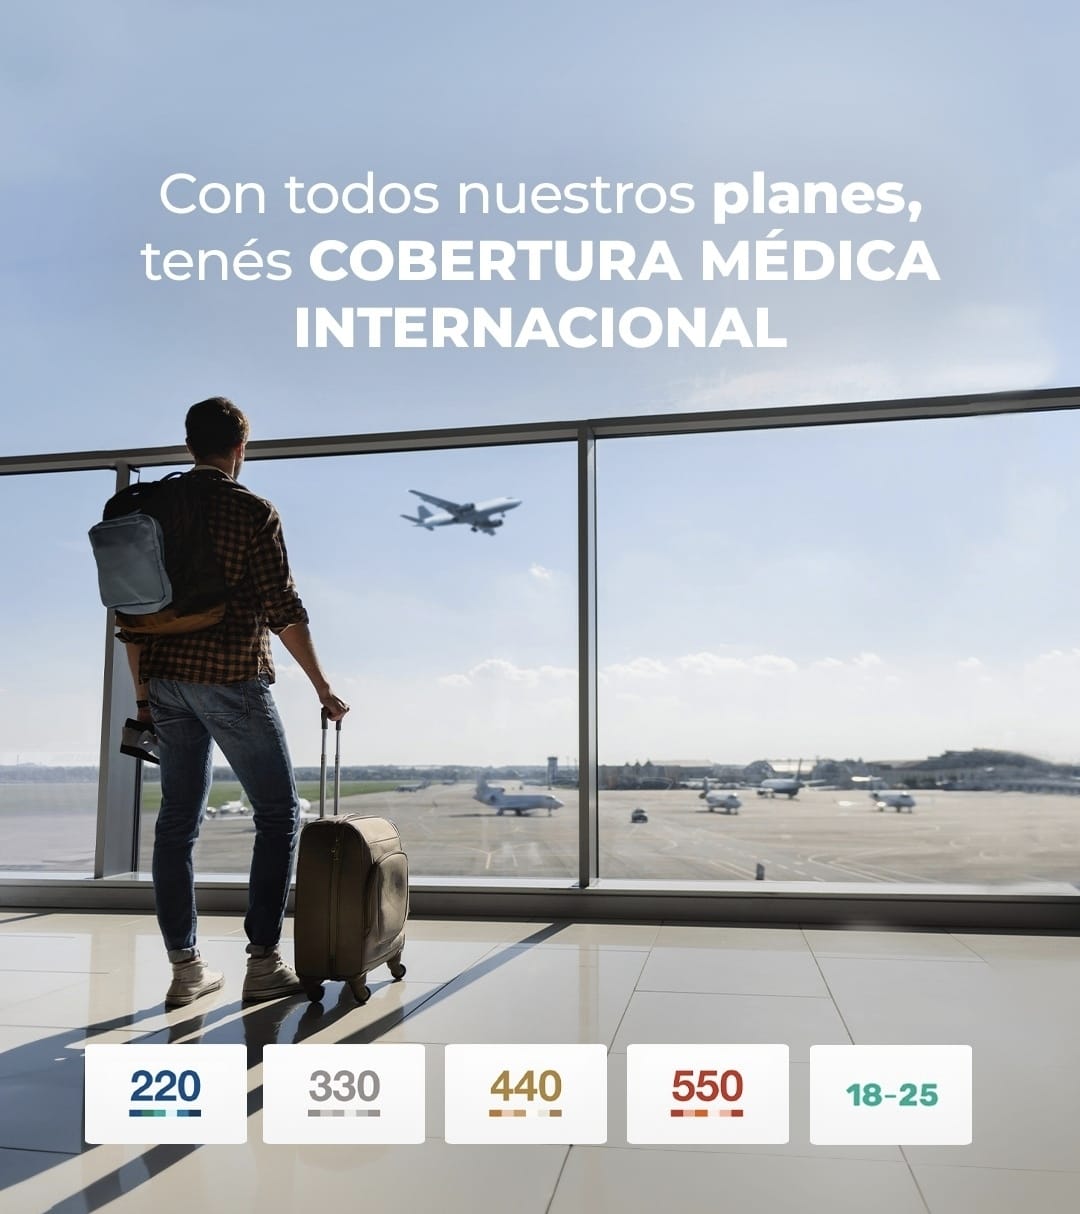 Con todos nuestros planes,
tenés COBERTURA MÉDICA
INTERNACIONAL
220 330 440 550 18-25